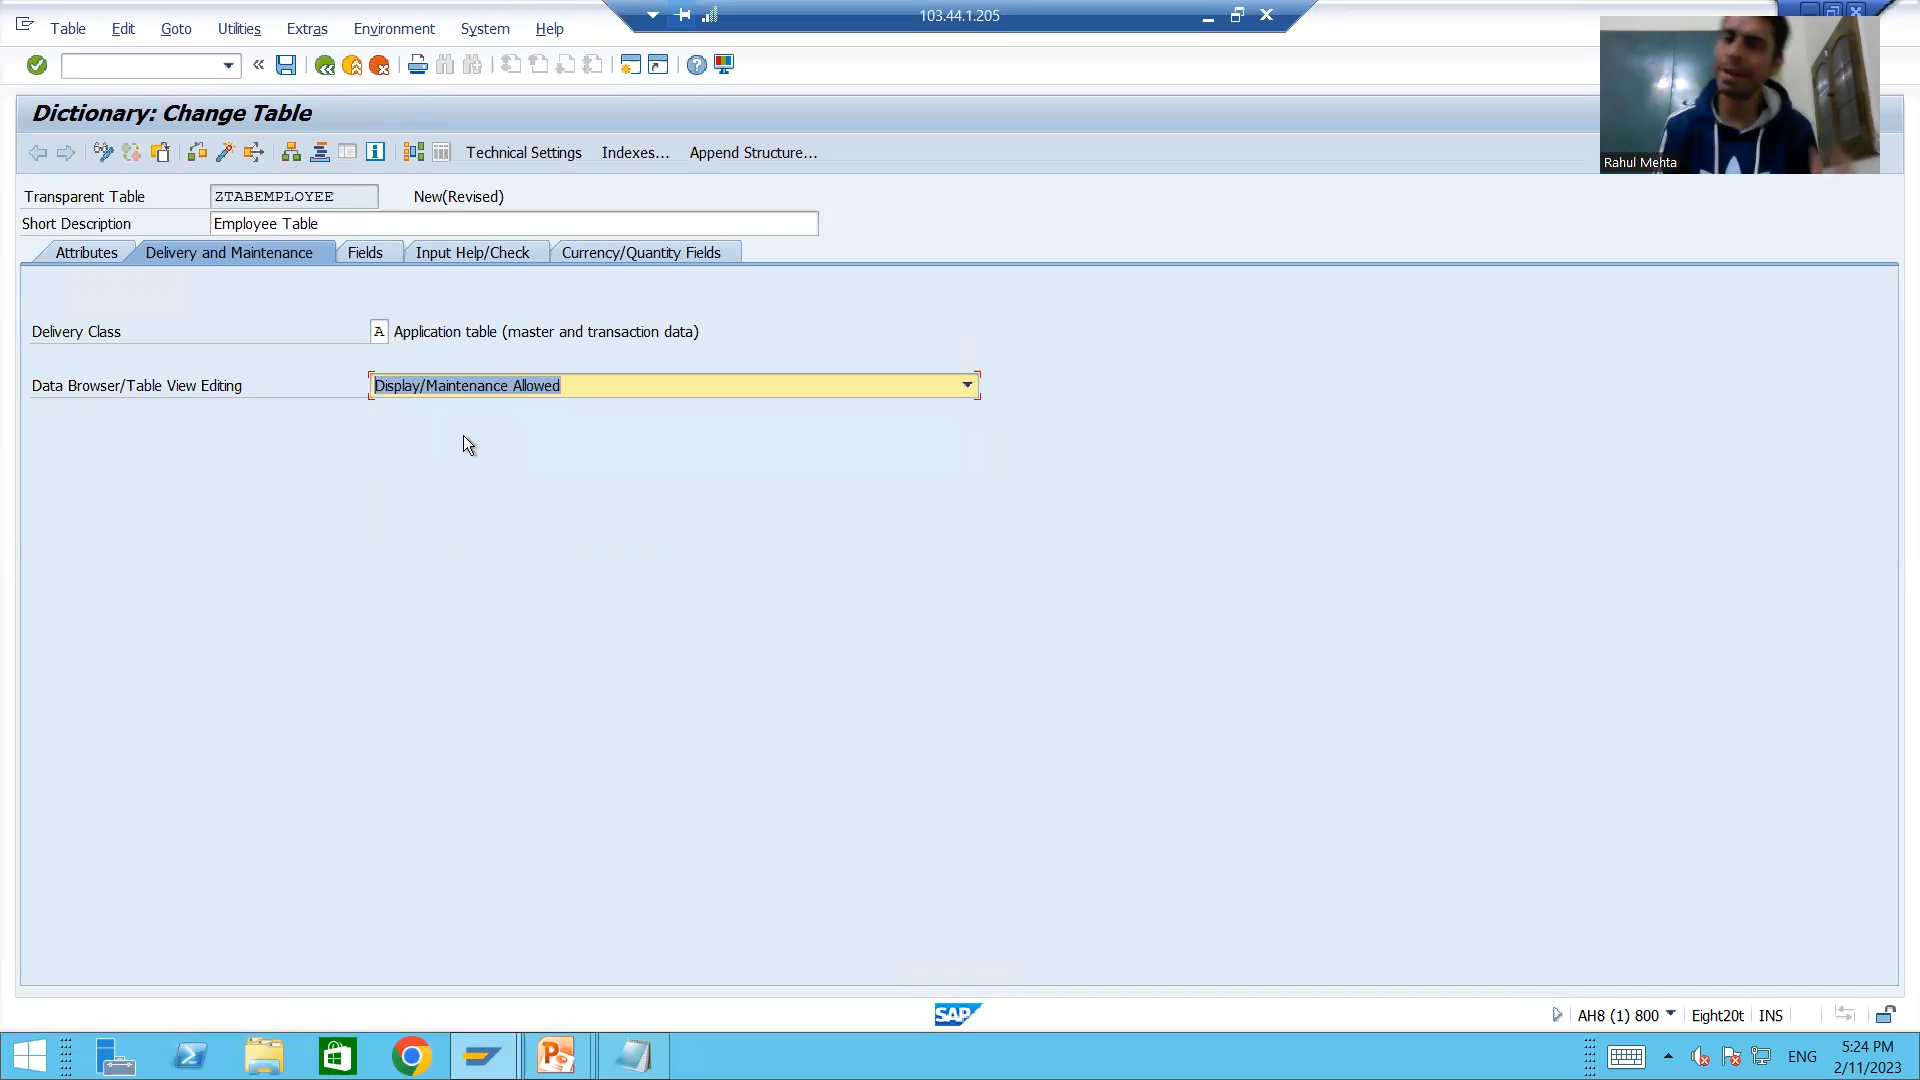 103.44.1.205
Table Edit Goto Utilities Extras Environment System Help
Rahul Mehta
Dictionary: Change Table
Technical Settings Indexes... Append Structure...
Transparent Table ZTABEMPLOYEE New(Revised)
Short Description Employee Table
Attributes Delivery and Maintenance Fields Input Help/Check Currency/Quantity Fields
Delivery Class A Application table (master and transaction data)
Data Browser/Table View Editing Display/Maintenance Allowed
SAP AH8 (1) 800 Eight20t INS
ENG 5:24 PM
2/11/2023